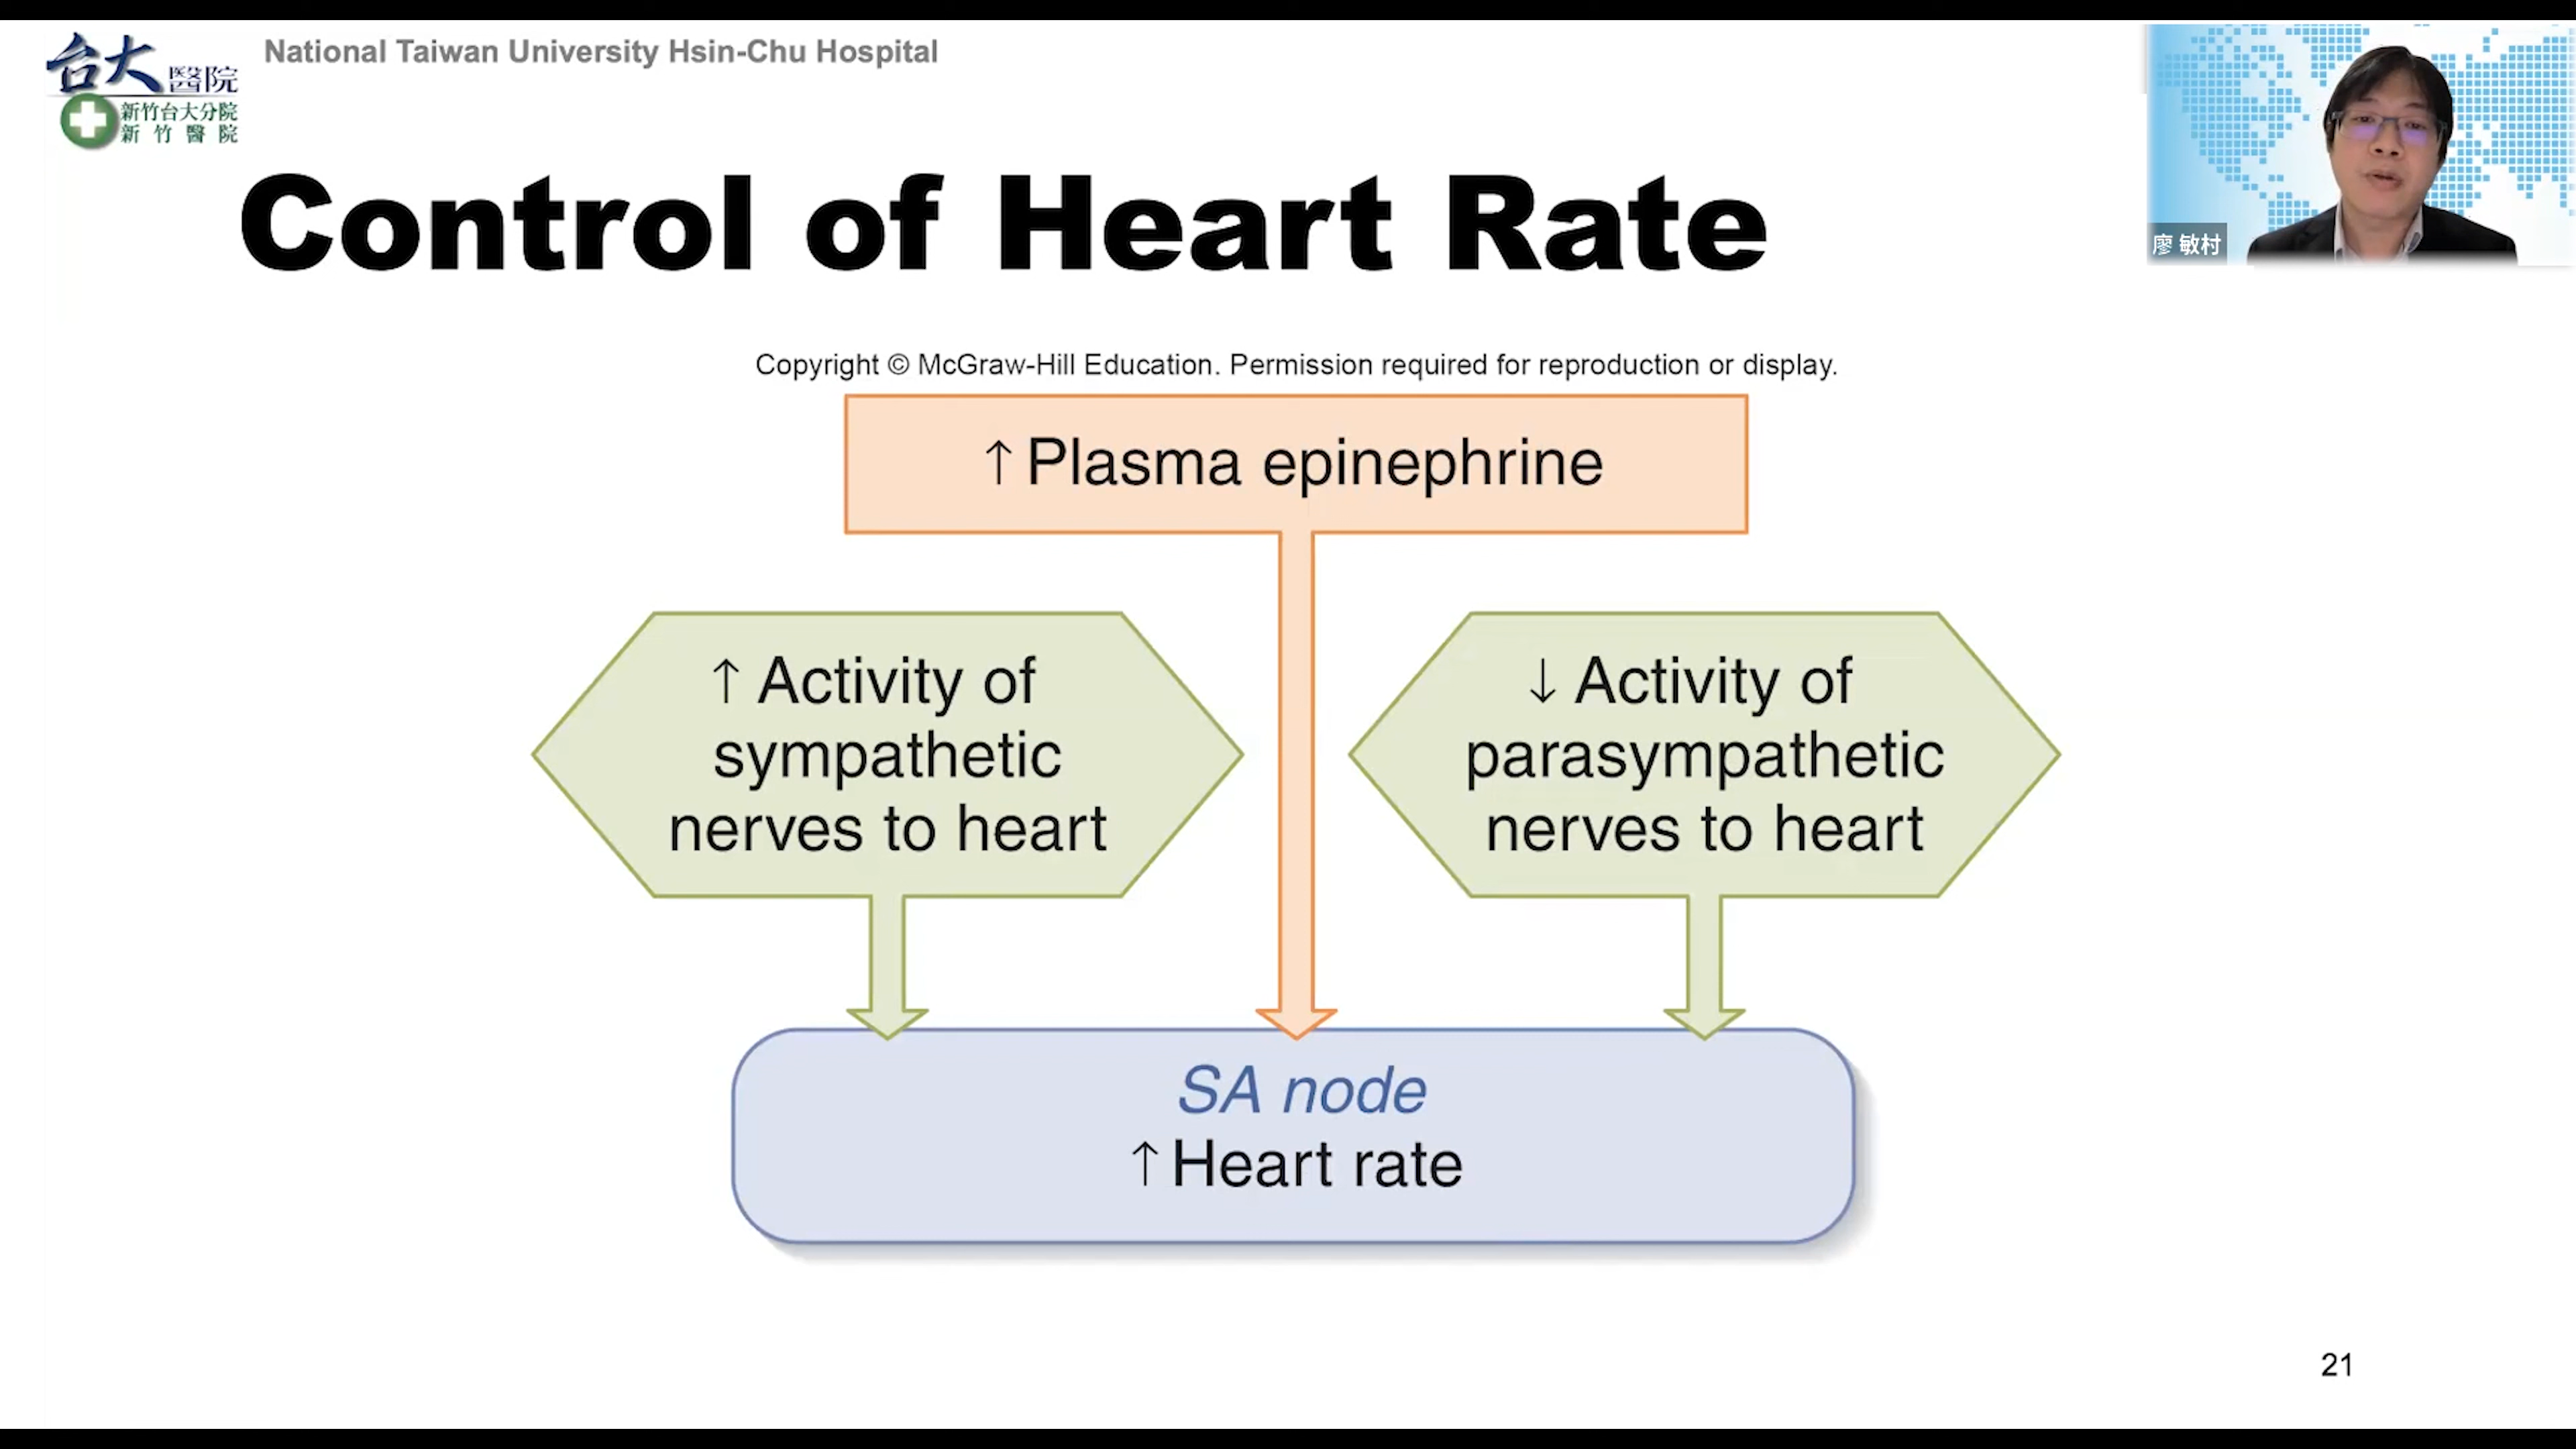 台大醫院
新竹台大分院
新竹醫院
National Taiwan University Hsin-Chu Hospital
廖 敏村
Control of Heart Rate
Copyright © McGraw-Hill Education. Permission required for reproduction or display.
↑ Plasma epinephrine
↑ Activity of
sympathetic
nerves to heart
↓ Activity of
parasympathetic
nerves to heart
SA node
↑ Heart rate
21